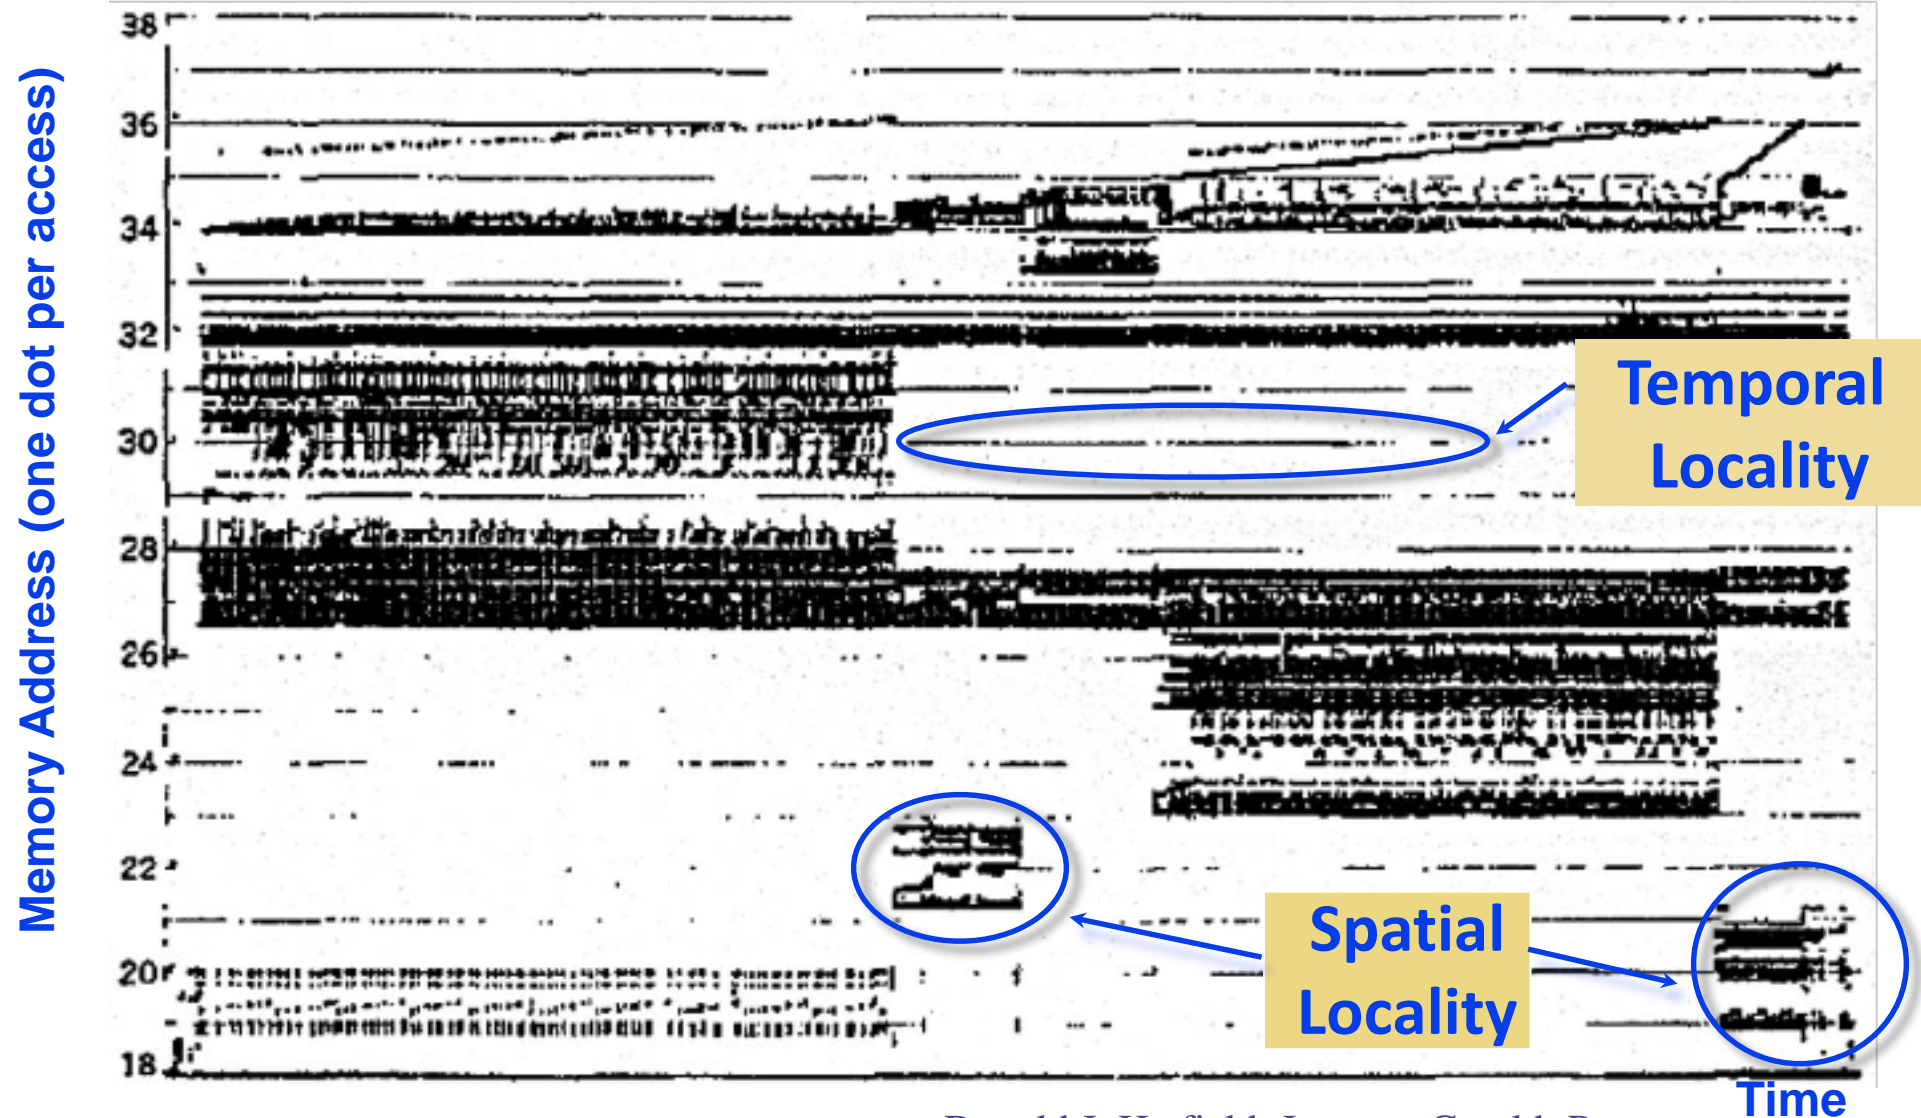 Memory Address (one dot per access)
38
36
34
32
30
28
26
24
22
20
18
Temporal
Locality
Spatial
Locality
Time